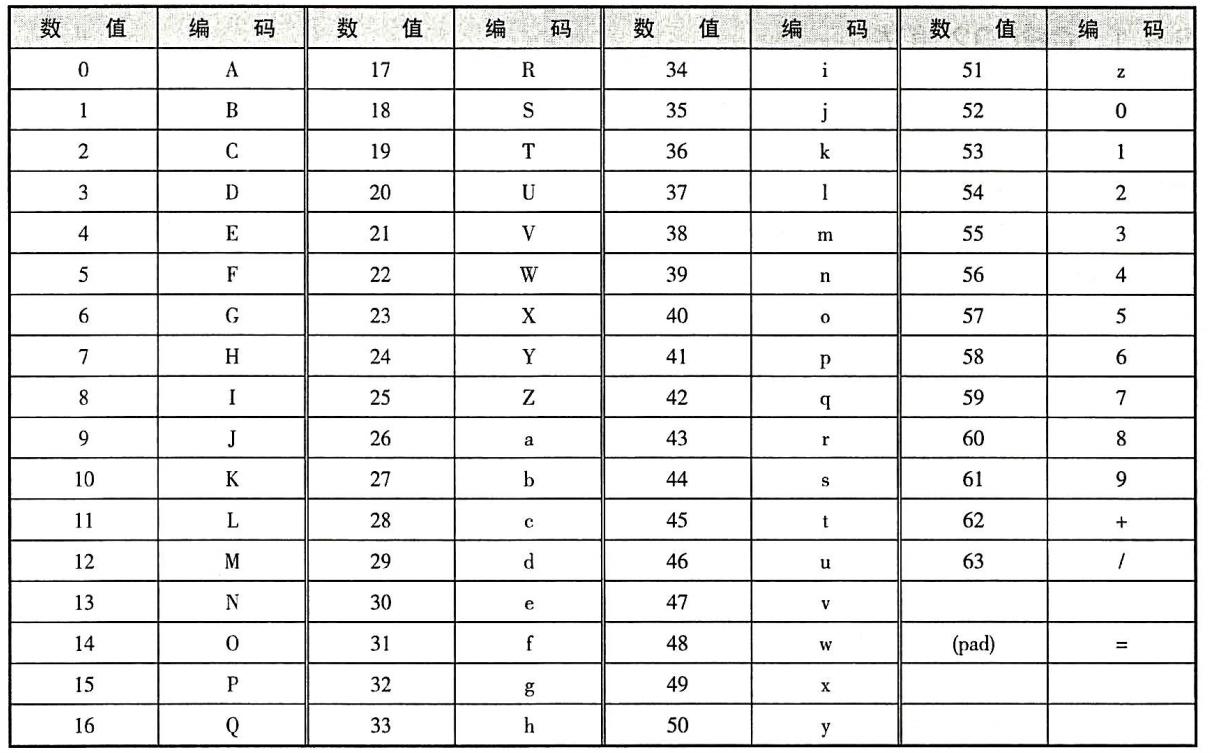 数 值 编 码 数 值 编 码 数 值 编 码 数 值 编 码
0 A 17 R 34 i 51 z
1 B 18 S 35 j 52 0
2 C 19 T 36 k 53 1
3 D 20 U 37 l 54 2
4 E 21 V 38 m 55 3
5 F 22 W 39 n 56 4
6 G 23 X 40 o 57 5
7 H 24 Y 41 p 58 6
8 I 25 Z 42 q 59 7
9 J 26 a 43 r 60 8
10 K 27 b 44 s 61 9
11 L 28 c 45 t 62 +
12 M 29 d 46 u 63 /
13 N 30 e 47 v
14 O 31 f 48 w (pad) =
15 P 32 g 49 x
16 Q 33 h 50 y